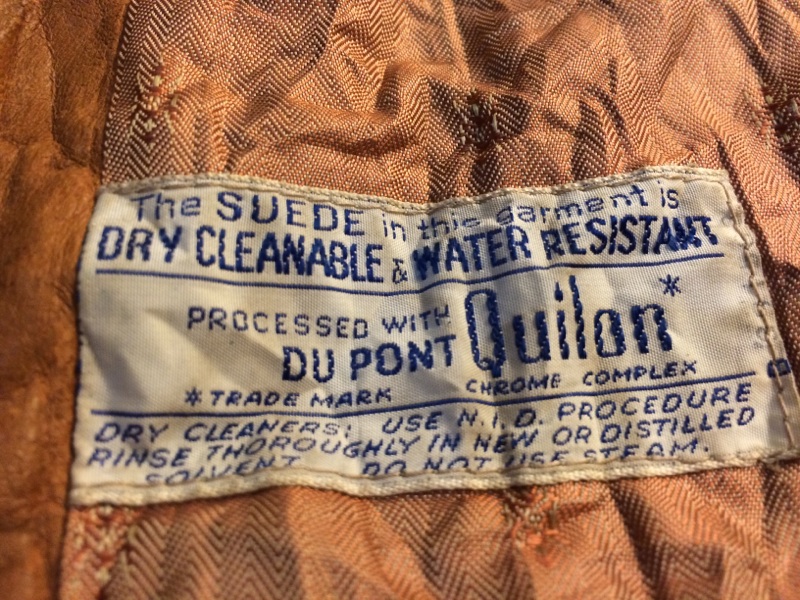 The SUEDE in this garment is
DRY CLEANABLE & WATER RESISTANT
PROCESSED WITH
DU PONT Quilon*
*TRADE MARK CHROME COMPLEX
DRY CLEANERS: USE N.I.D. PROCEDURE
RINSE THOROUGHLY IN NEW OR DISTILLED
SOLVENT DO NOT USE STEAM.